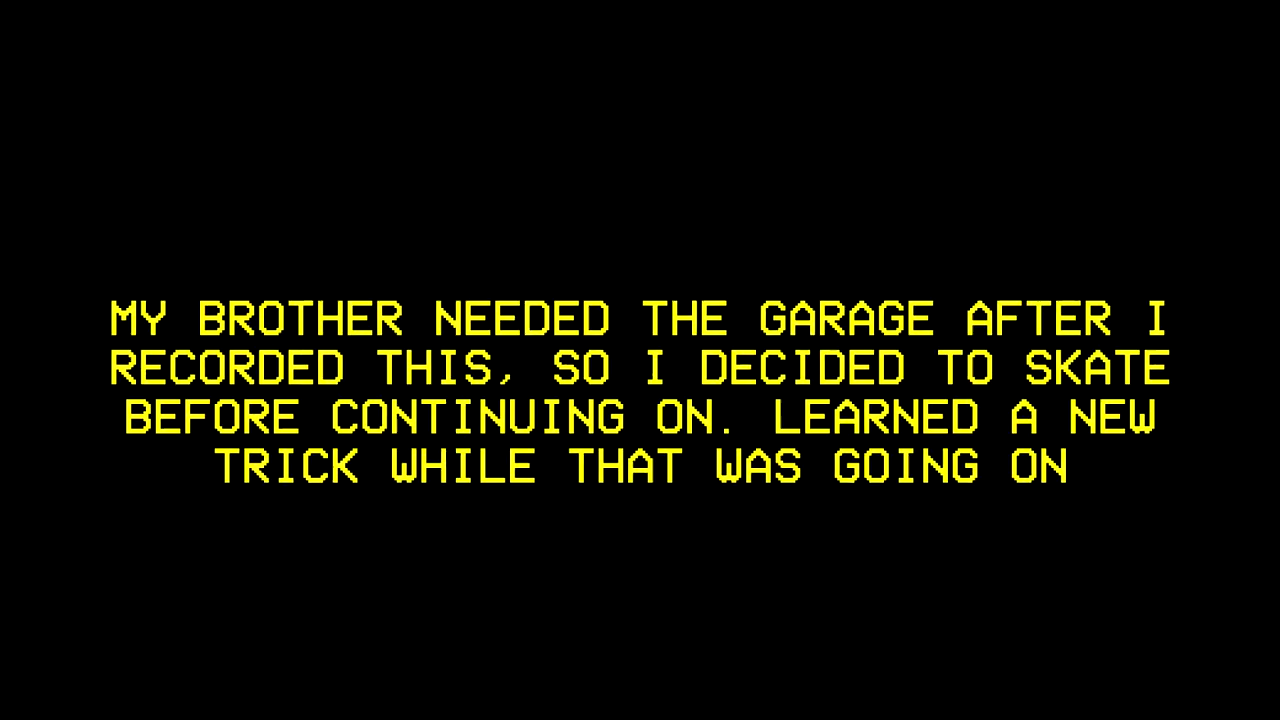 MY BROTHER NEEDED THE GARAGE AFTER I
RECORDED THIS, SO I DECIDED TO SKATE
BEFORE CONTINUING ON. LEARNED A NEW
TRICK WHILE THAT WAS GOING ON